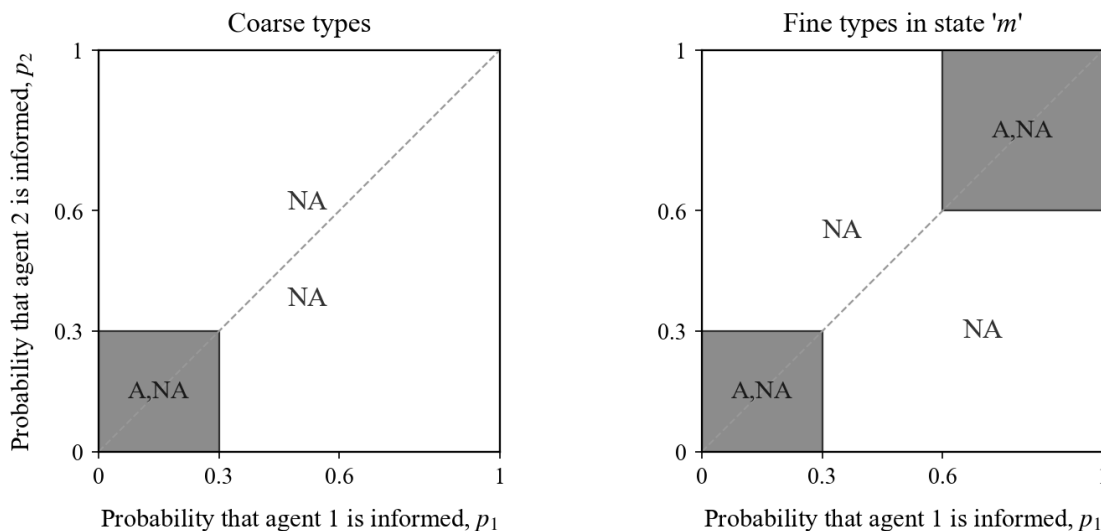 Coarse types
Probability that agent 2 is informed, p₂
1
0.6
0.3
0
NA
NA
A,NA
0
0.3
0.6
1
Probability that agent 1 is informed, p₁
Fine types in state 'm'
1
0.6
0.3
0
A,NA
NA
NA
A,NA
0
0.3
0.6
1
Probability that agent 1 is informed, p₁